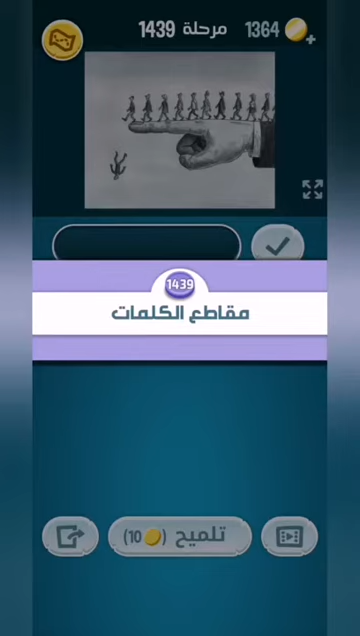 مرحلة 1439
1364
1439
مقاطع الكلمات
تلميح (10)